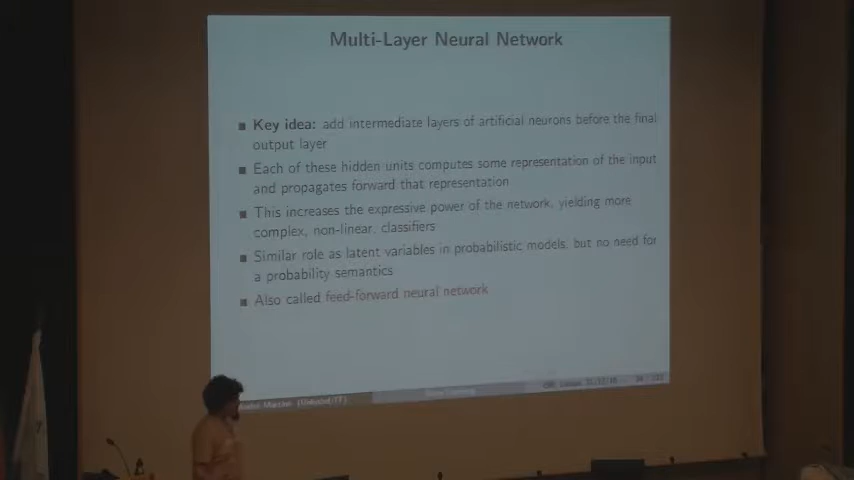 Multi-Layer Neural Network
Key idea: add intermediate layers of artificial neurons before the final
output layer
Each of these hidden units computes some representation of the input
and propagates forward that representation
This increases the expressive power of the network, yielding more
complex, non-linear, classifiers
Similar role as latent variables in probabilistic models, but no need for
a probability semantics
Also called feed-forward neural network